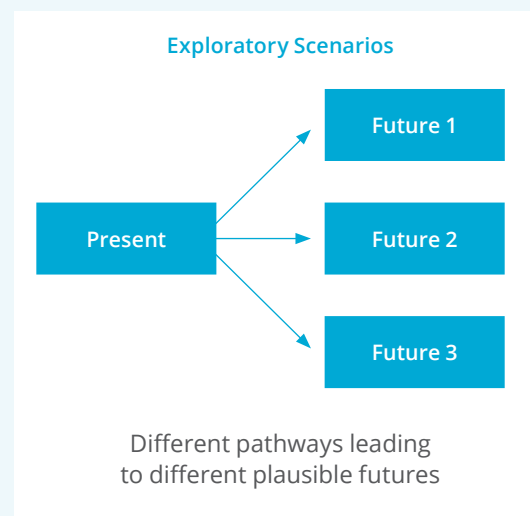 Exploratory Scenarios
Future 1
Present
Future 2
Future 3
Different pathways leading
to different plausible futures